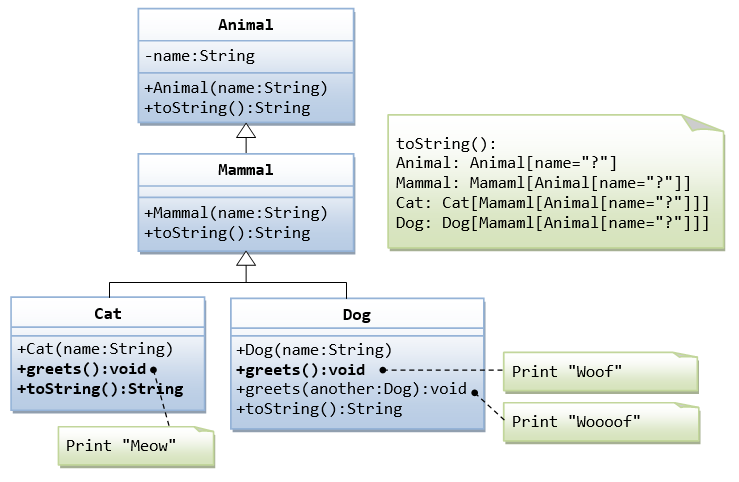 Animal
-name:String
+Animal(name:String)
+toString():String
Mammal
+Mammal(name:String)
+toString():String
toString():
Animal: Animal[name="?"]
Mammal: Mamaml[Animal[name="?"]]
Cat: Cat[Mamaml[Animal[name="?"]]]
Dog: Dog[Mamaml[Animal[name="?"]]]
Cat
+Cat(name:String)
+greets():void
+toString():String
Print "Meow"
Dog
+Dog(name:String)
+greets():void
+greets(another:Dog):void
+toString():String
Print "Woof"
Print "Woooof"